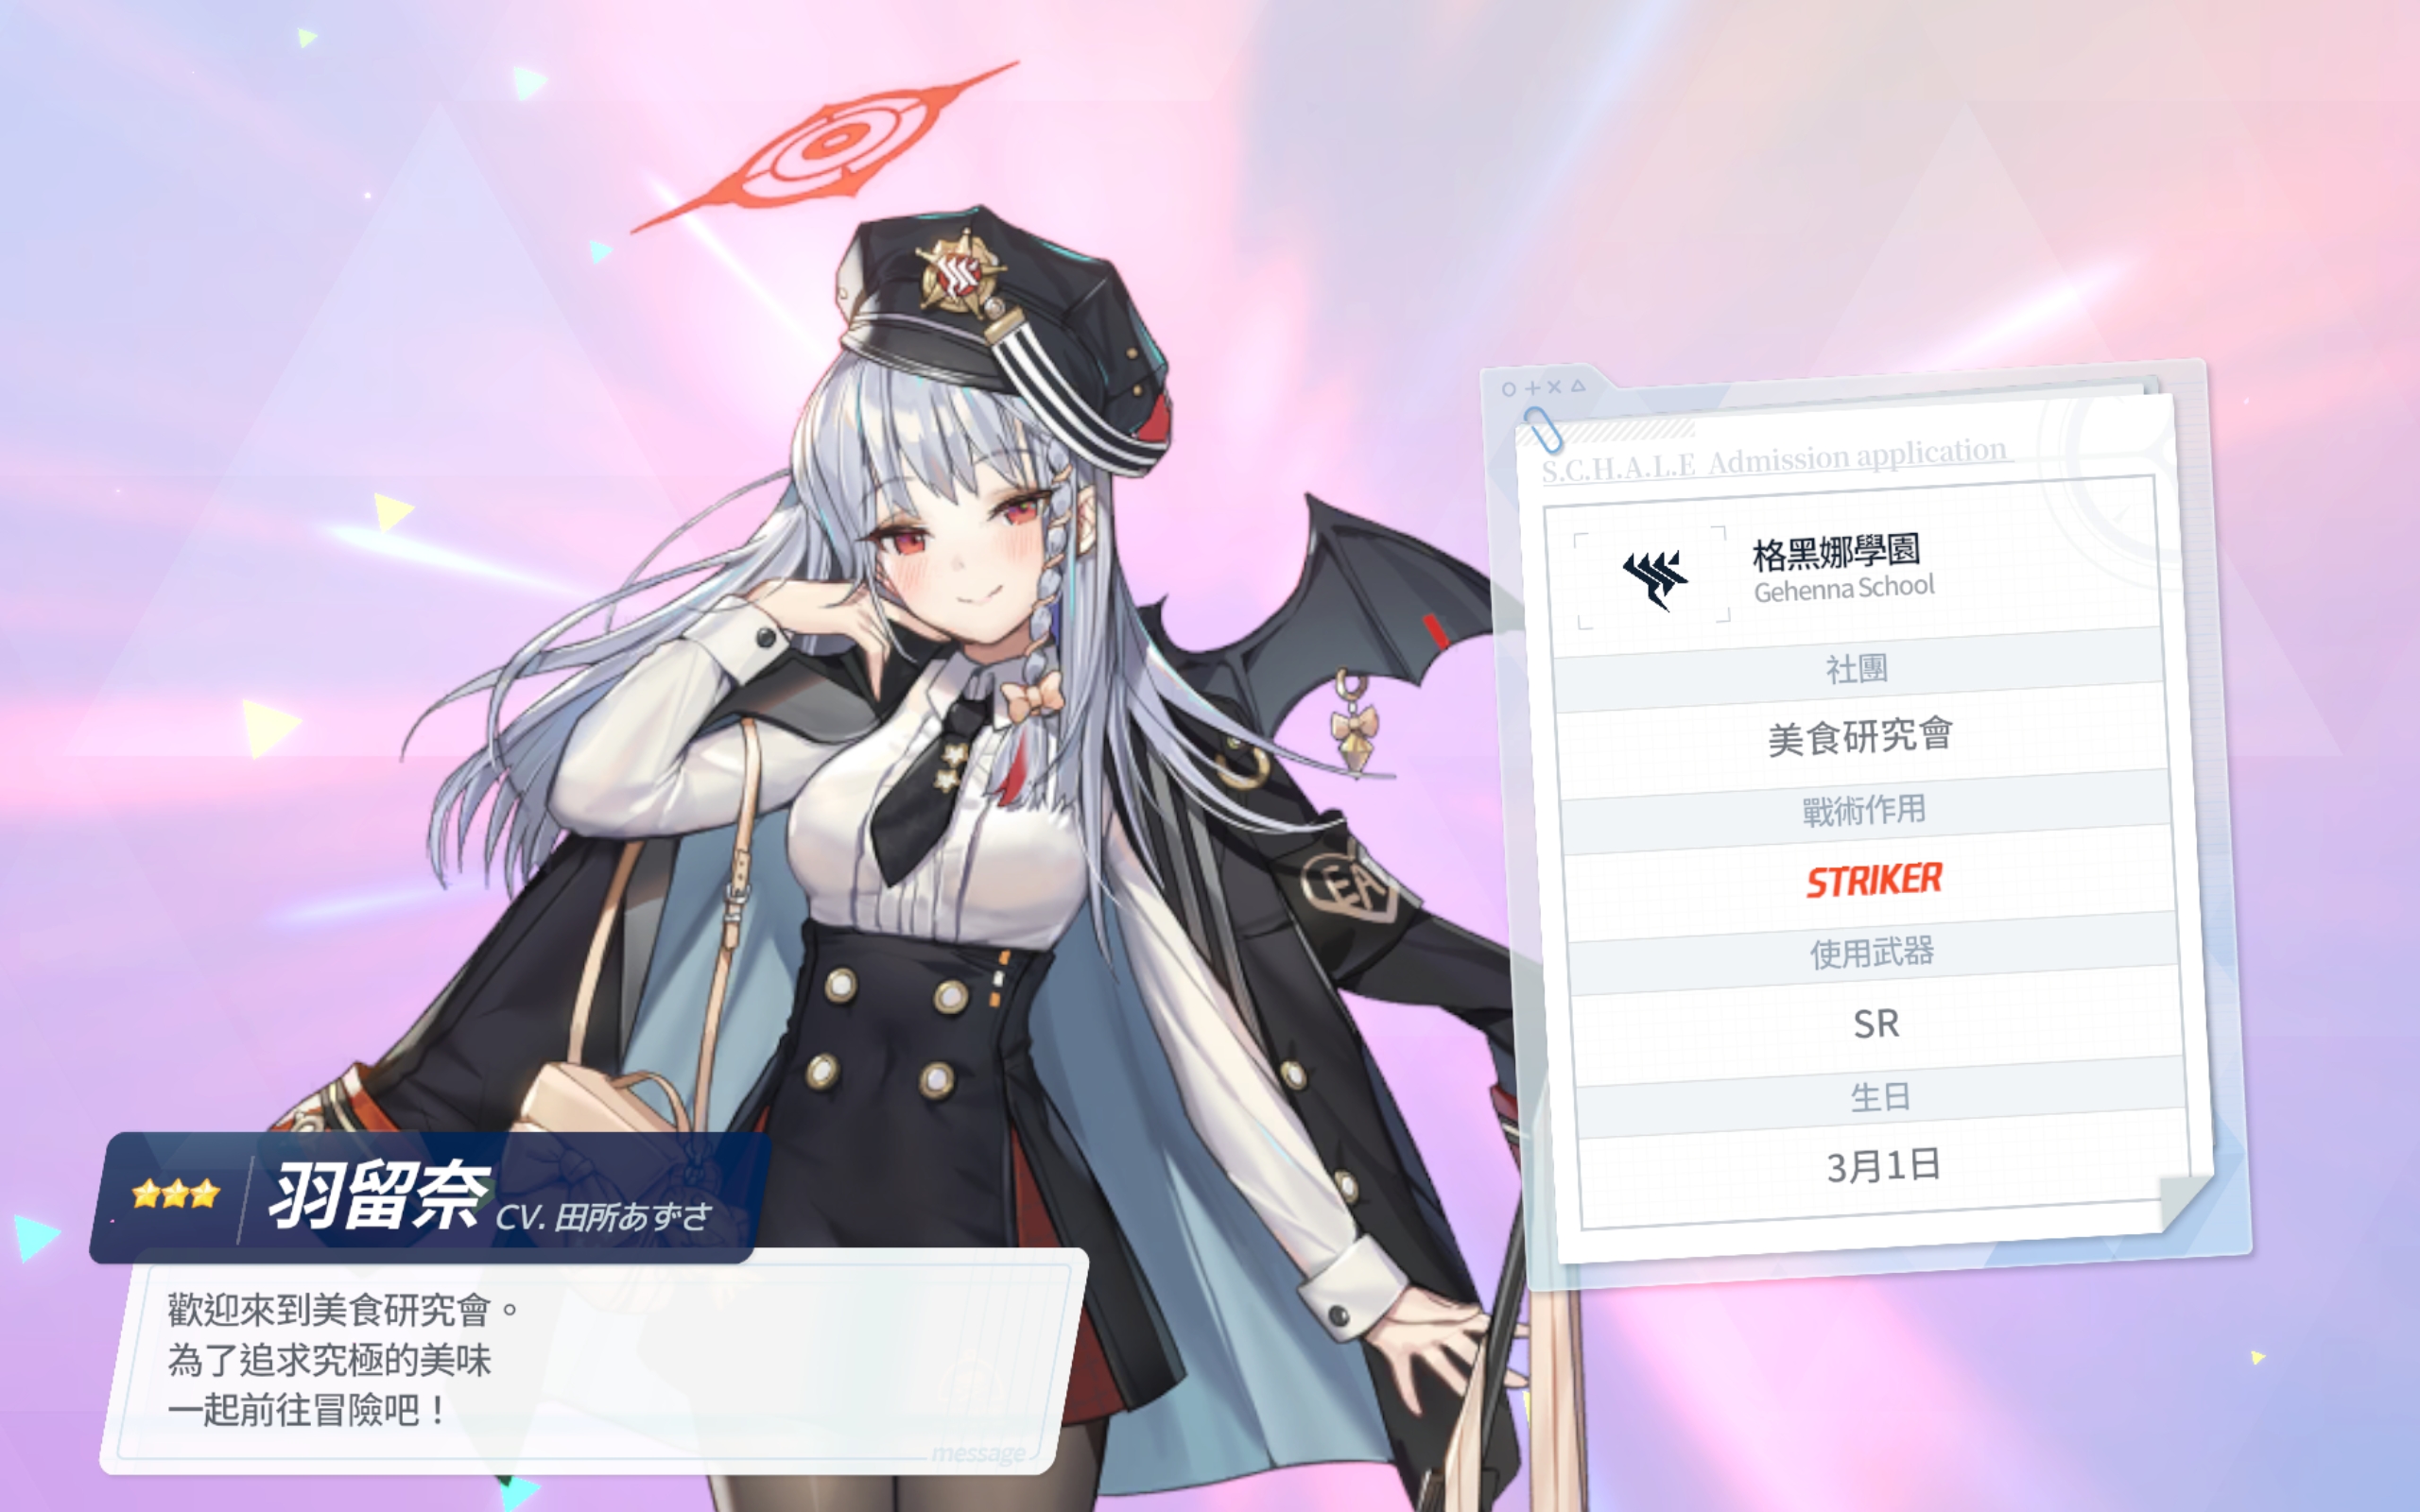 S.C.H.A.L.E Admission application
格黑娜學園
Gehenna School
社團
美食研究會
戰術作用
STRIKER
使用武器
SR
生日
3月1日
EA
羽留奈 CV. 田所あずさ
歡迎來到美食研究會。
為了追求究極的美味
一起前往冒險吧！
message